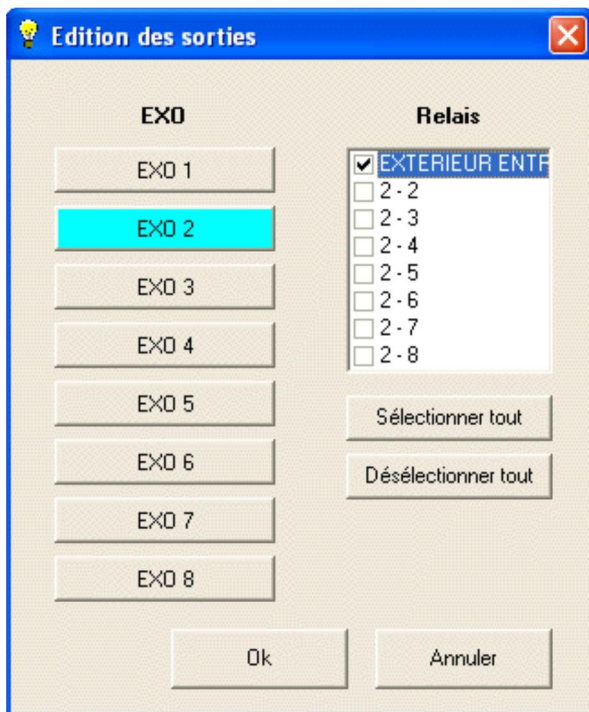 Edition des sorties
EXO
EXO 1
EXO 2
EXO 3
EXO 4
EXO 5
EXO 6
EXO 7
EXO 8
Relais
EXTERIEUR ENTR
2 - 2
2 - 3
2 - 4
2 - 5
2 - 6
2 - 7
2 - 8
Sélectionner tout
Désélectionner tout
Ok
Annuler